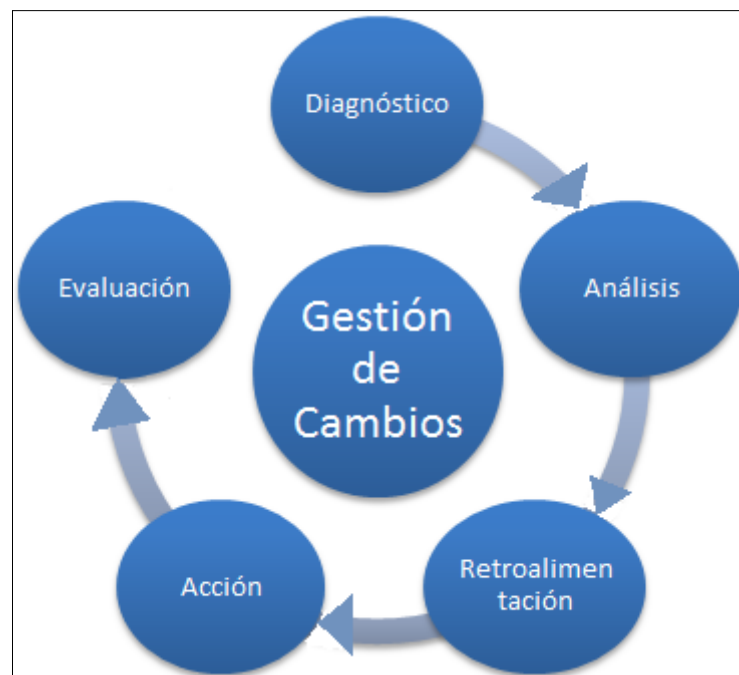 Diagnóstico
Análisis
Retroalimen
tación
Acción
Evaluación
Gestión
de
Cambios